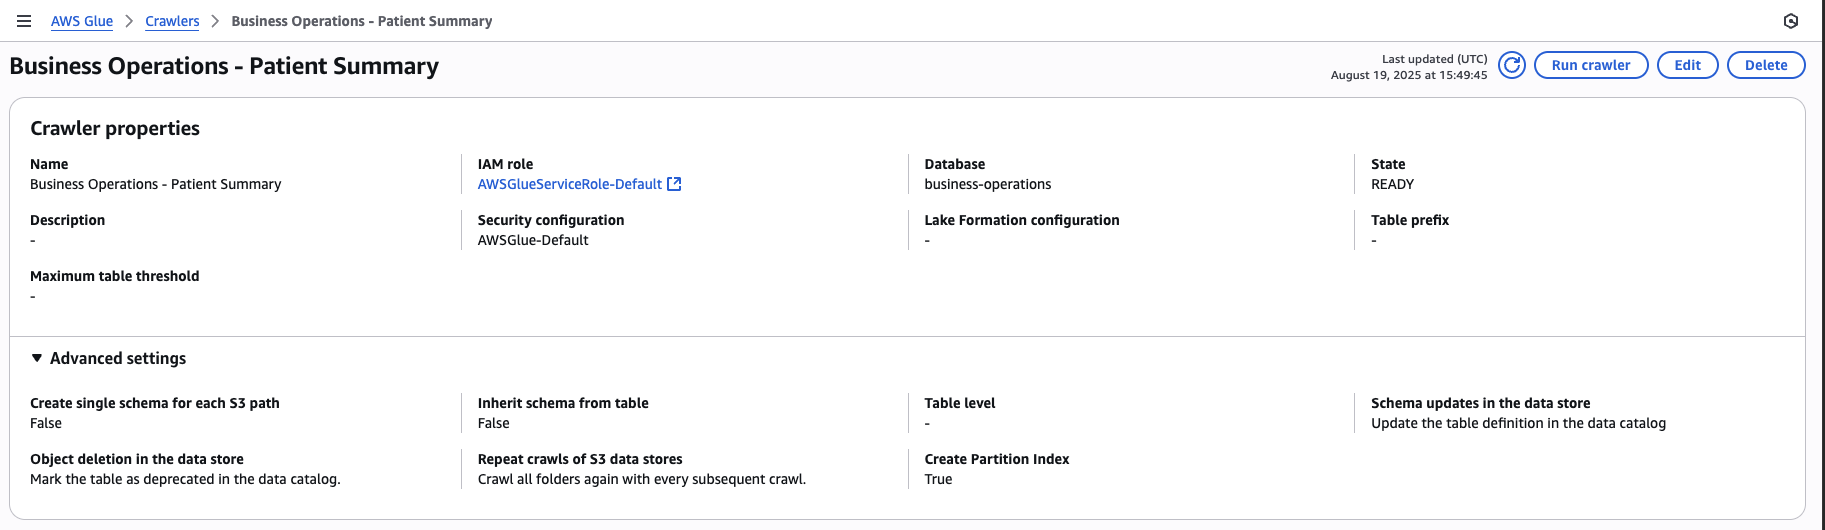 AWS Glue > Crawlers > Business Operations - Patient Summary
Business Operations - Patient Summary
Last updated (UTC)
August 19, 2025 at 15:49:45
Run crawler
Edit
Delete
Crawler properties
Name
Business Operations - Patient Summary
IAM role
AWSGlueServiceRole-Default
Database
business-operations
State
READY
Description
-
Security configuration
AWSGlue-Default
Lake Formation configuration
-
Table prefix
-
Maximum table threshold
-
Advanced settings
Create single schema for each S3 path
False
Inherit schema from table
False
Table level
-
Schema updates in the data store
Update the table definition in the data catalog
Object deletion in the data store
Mark the table as deprecated in the data catalog.
Repeat crawls of S3 data stores
Crawl all folders again with every subsequent crawl.
Create Partition Index
True